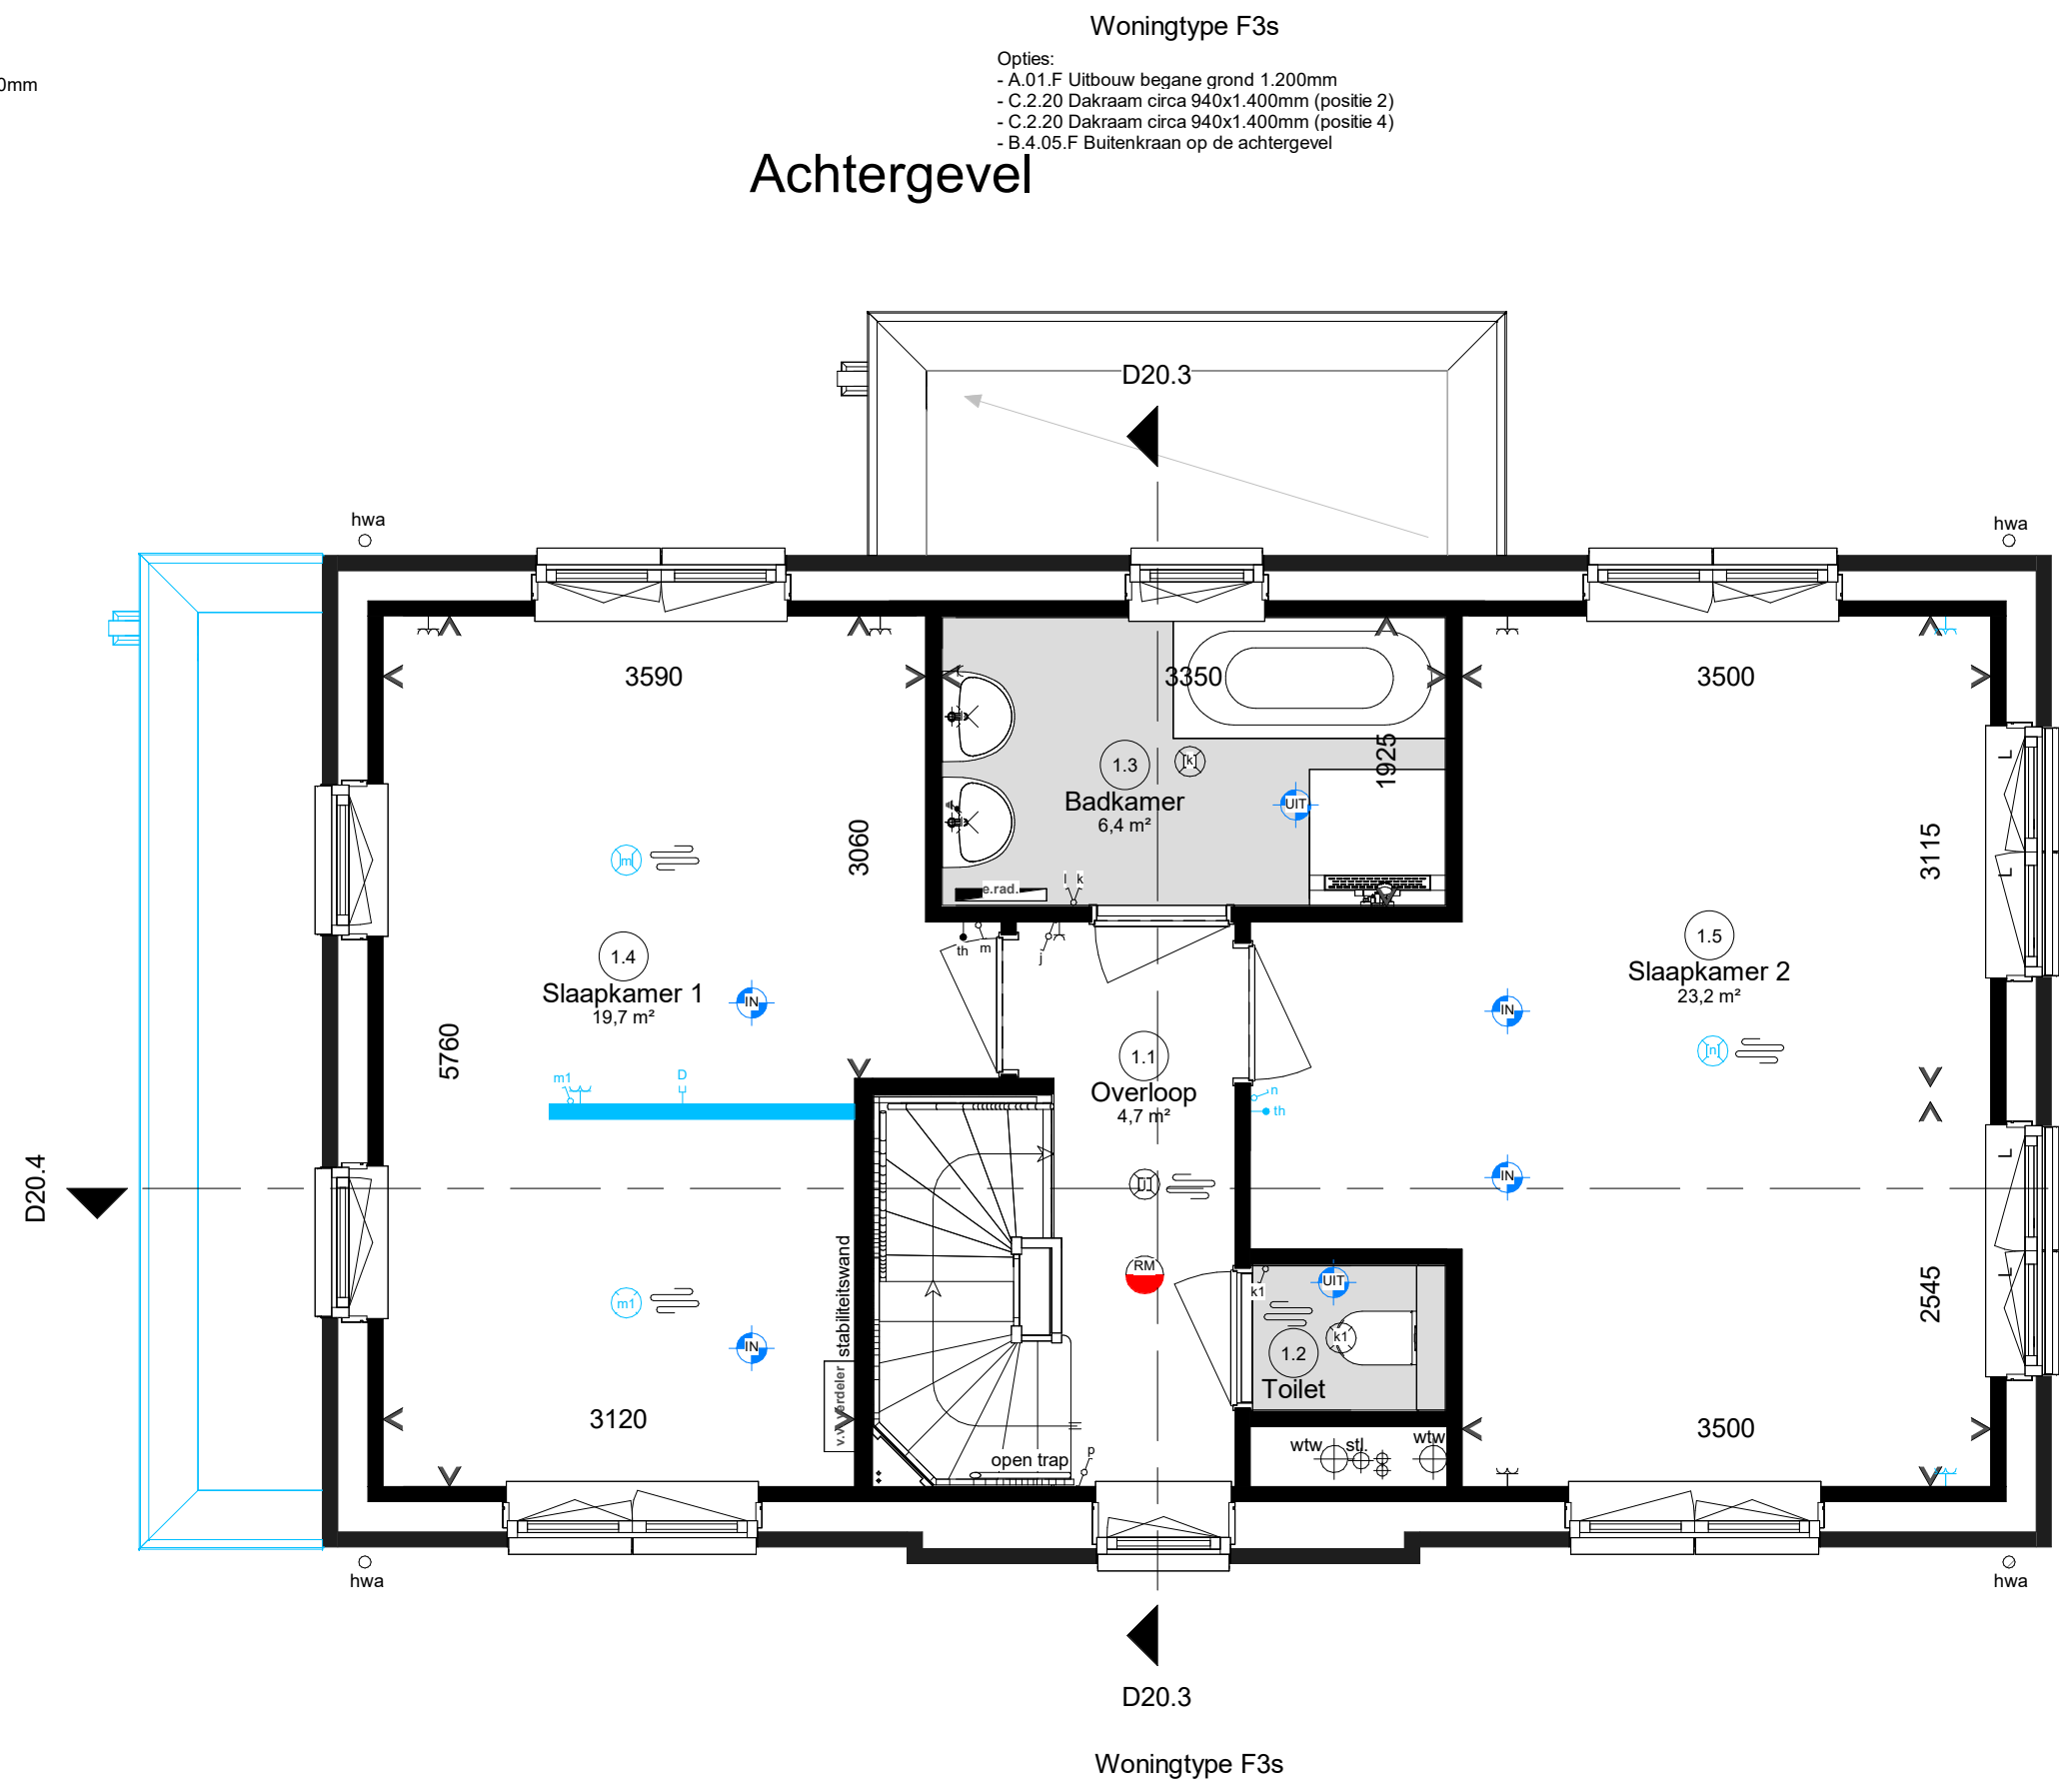 Woningtype F3s
Opties:
0mm
- A.01.F Uitbouw begane grond 1.200mm
- C.2.20 Dakraam circa 940x1.400mm (positie 2)
- C.2.20 Dakraam circa 940x1.400mm (positie 4)
- B.4.05.F Buitenkraan op de achtergevel
Achtergevel
D20.3
hwa
hwa
3590
3350
3500
1925
1.3
k
Badkamer
6,4 m²
UIT
3060
m
3115
e.rad.
l k
th
m
j
1.4
Slaapkamer 1
19,7 m²
IN
1.5
Slaapkamer 2
23,2 m²
IN
n
5760
1.1
Overloop
4,7 m²
m1
D
n
th
D20.4
j
IN
stabiliteitswand
RM
UIT
k1
k1
1.2
Toilet
2545
m1
IN
v.v. verdeler
3120
3500
open trap
p
wtw
stl.
wtw
hwa
hwa
D20.3
Woningtype F3s